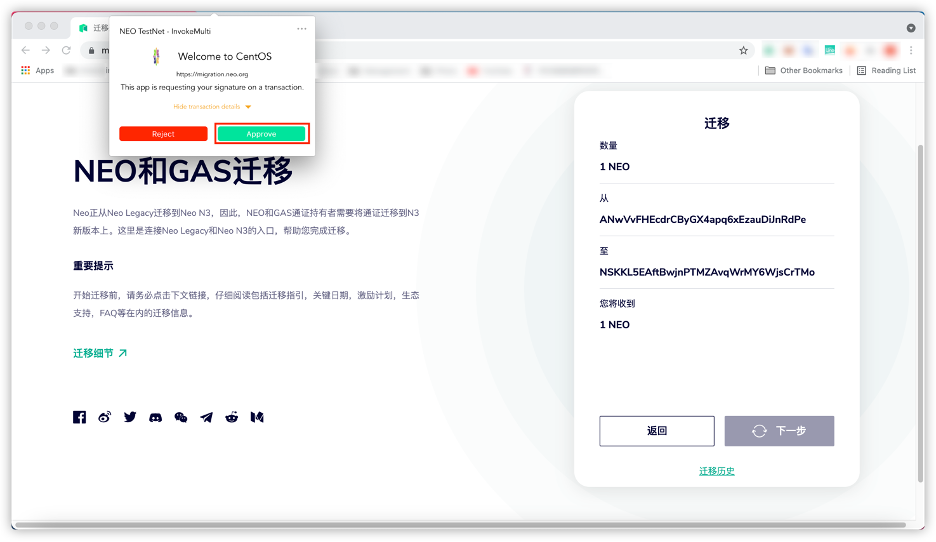 迁移
NEO TestNet - InvokeMulti
Welcome to CentOS
https://migration.neo.org
This app is requesting your signature on a transaction.
Hide transaction details
Reject
Approve
Apps
Other Bookmarks
Reading List
NEO和GAS迁移
Neo正从Neo Legacy迁移到Neo N3，因此，NEO和GAS通证持有者需要将通证迁移到N3
新版本上。这里是连接Neo Legacy和Neo N3的入口，帮助您完成迁移。
重要提示
开始迁移前，请务必点击下文链接，仔细阅读包括迁移指引，关键日期，激励计划，生态
支持，FAQ等在内的迁移信息。
迁移细节
迁移
数量
1 NEO
从
ANwVvFHEcdrCByGX4apq6xEzauDiJnRdPe
至
NSKKL5EAftBwjnPTMZAvqWrMY6WjsCrTMo
您将收到
1 NEO
返回
下一步
迁移历史